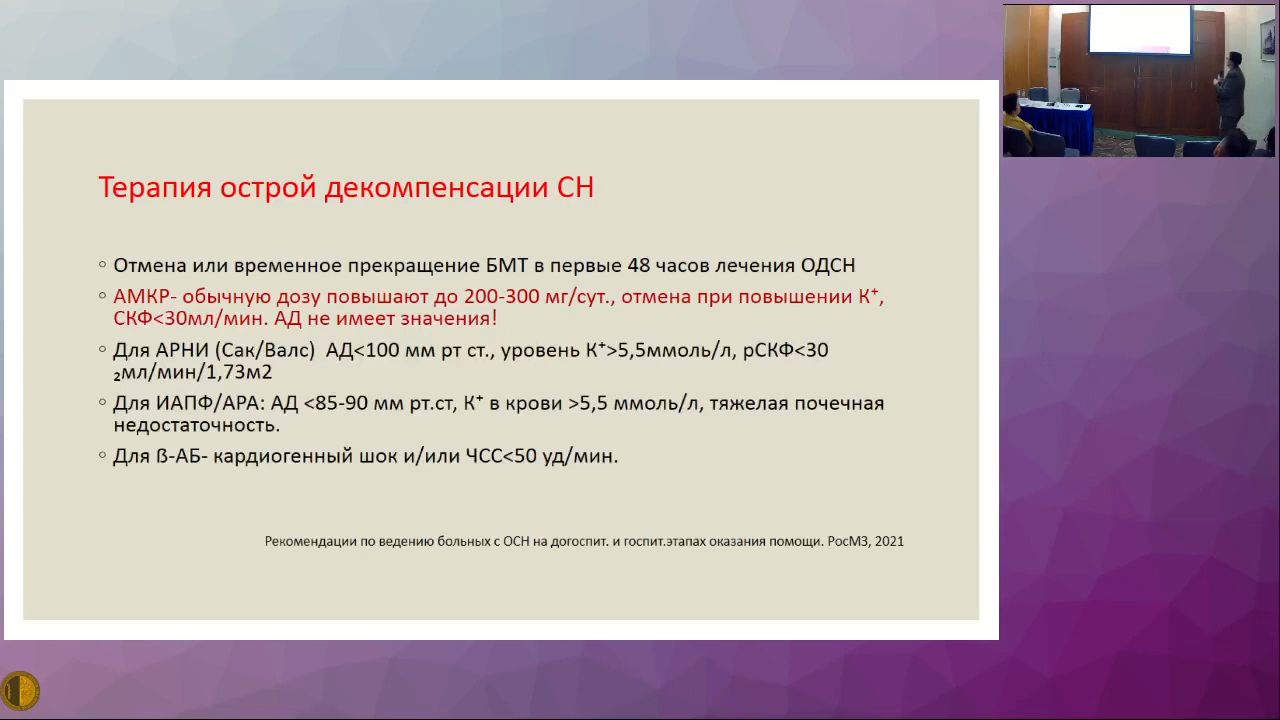 Терапия острой декомпенсации СН
◦ Отмена или временное прекращение БМТ в первые 48 часов лечения ОДСН
◦ АМКР- обычную дозу повышают до 200-300 мг/сут., отмена при повышении К⁺,
СКФ<30мл/мин. АД не имеет значения!
◦ Для АРНИ (Сак/Валс)  АД<100 мм рт ст., уровень К⁺>5,5ммоль/л, рСКФ<30
₂мл/мин/1,73м2
◦ Для ИАПФ/АРА: АД <85-90 мм рт.ст, К⁺ в крови >5,5 ммоль/л, тяжелая почечная
недостаточность.
◦ Для ß-АБ- кардиогенный шок и/или ЧСС<50 уд/мин.
Рекомендации по ведению больных с ОСН на догоспит. и госпит.этапах оказания помощи. РосМЗ, 2021